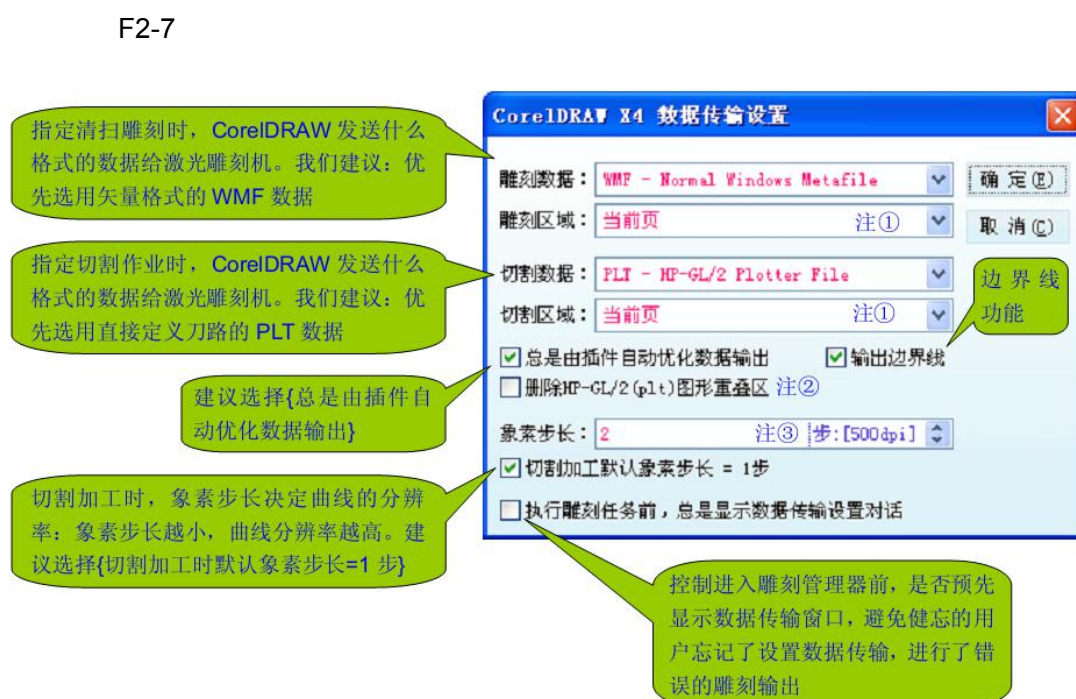 F2-7
指定清扫雕刻时，CorelDRAW 发送什么
格式的数据给激光雕刻机。我们建议：优
先选用矢量格式的 WMF 数据
指定切割作业时，CorelDRAW 发送什么
格式的数据给激光雕刻机。我们建议：优
先选用直接定义刀路的 PLT 数据
建议选择{总是由插件自
动优化数据输出}
切割加工时，象素步长决定曲线的分辨
率：象素步长越小，曲线分辨率越高。建
议选择{切割加工时默认象素步长=1 步}
CorelDRAW X4 数据传输设置
雕刻数据： WMF - Normal Windows Metafile 确 定(E)
雕刻区域： 当前页 注① 取 消(C)
切割数据： PLT - HP-GL/2 Plotter File
切割区域： 当前页 注①
总是由插件自动优化数据输出 输出边界线
删除HP-GL/2(plt)图形重叠区 注②
象素步长： 2 注③ 步:[500dpi]
切割加工默认象素步长 = 1步
执行雕刻任务前，总是显示数据传输设置对话
边 界 线
功能
控制进入雕刻管理器前，是否预先
显示数据传输窗口，避免健忘的用
户忘记了设置数据传输，进行了错
误的雕刻输出